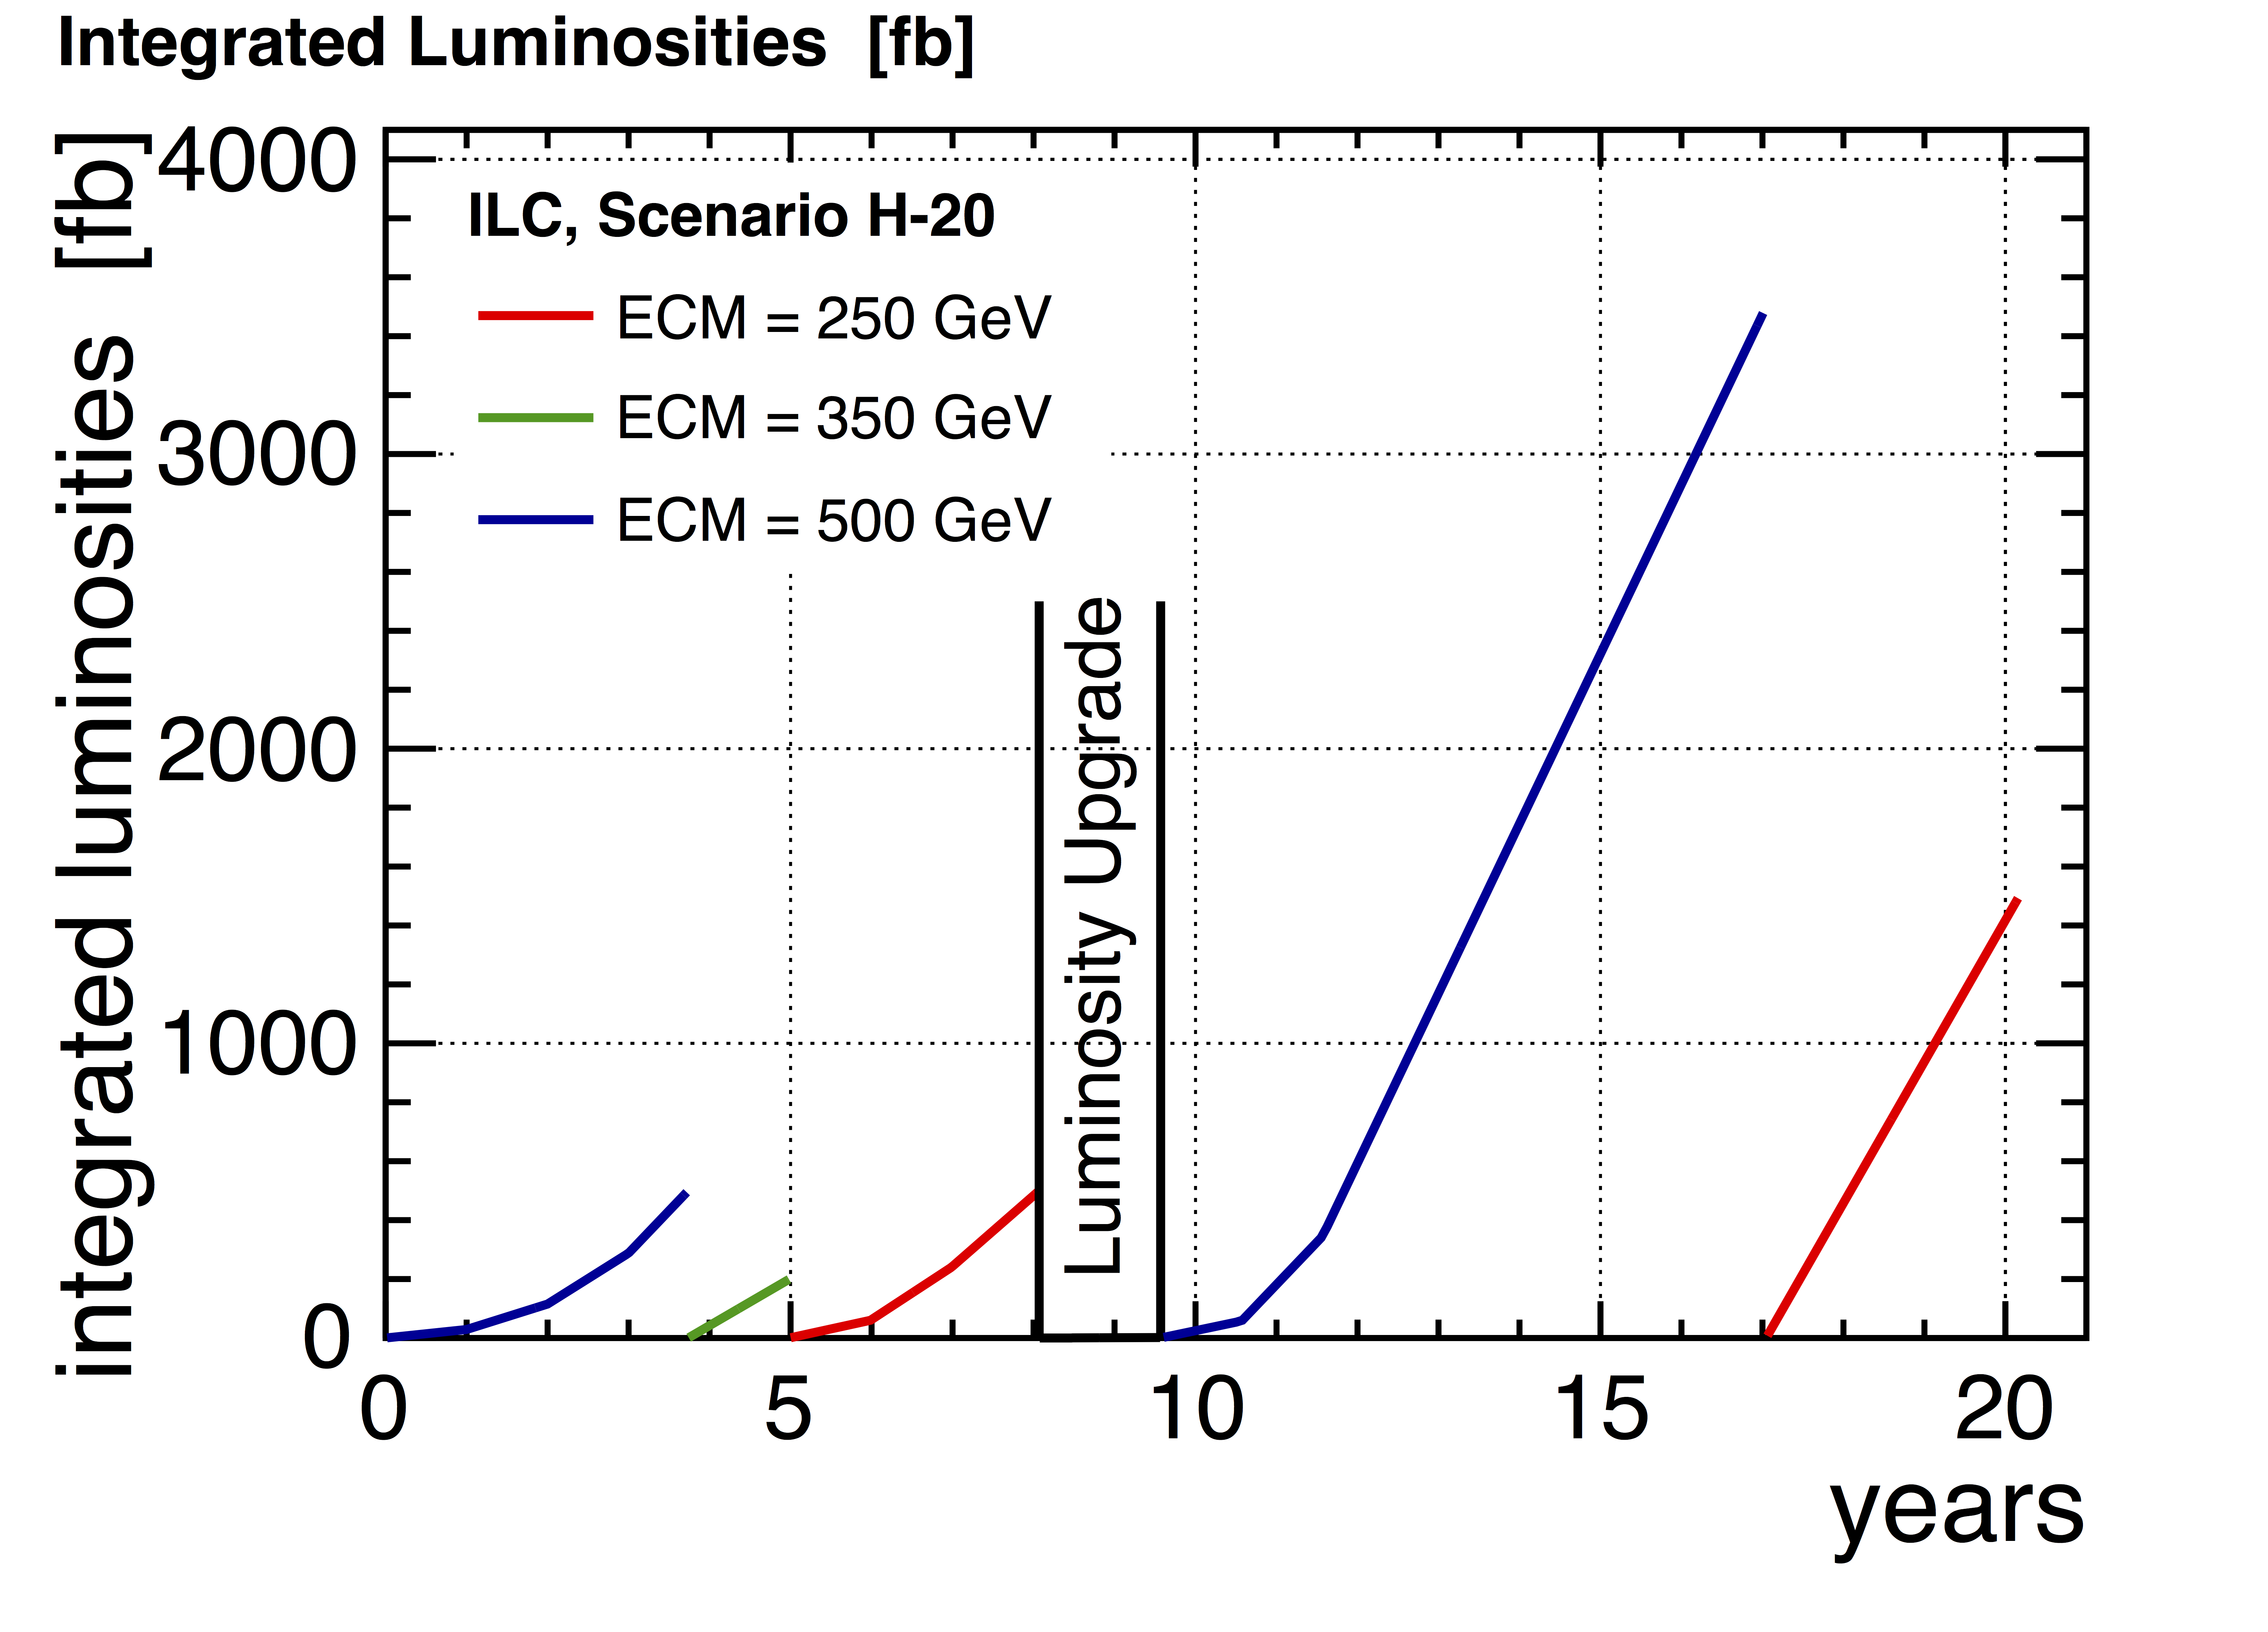 Integrated Luminosities [fb]
integrated luminosities [fb]
4000
3000
2000
1000
0
ILC, Scenario H-20
ECM = 250 GeV
ECM = 350 GeV
ECM = 500 GeV
Luminosity Upgrade
0 5 10 15 20
years